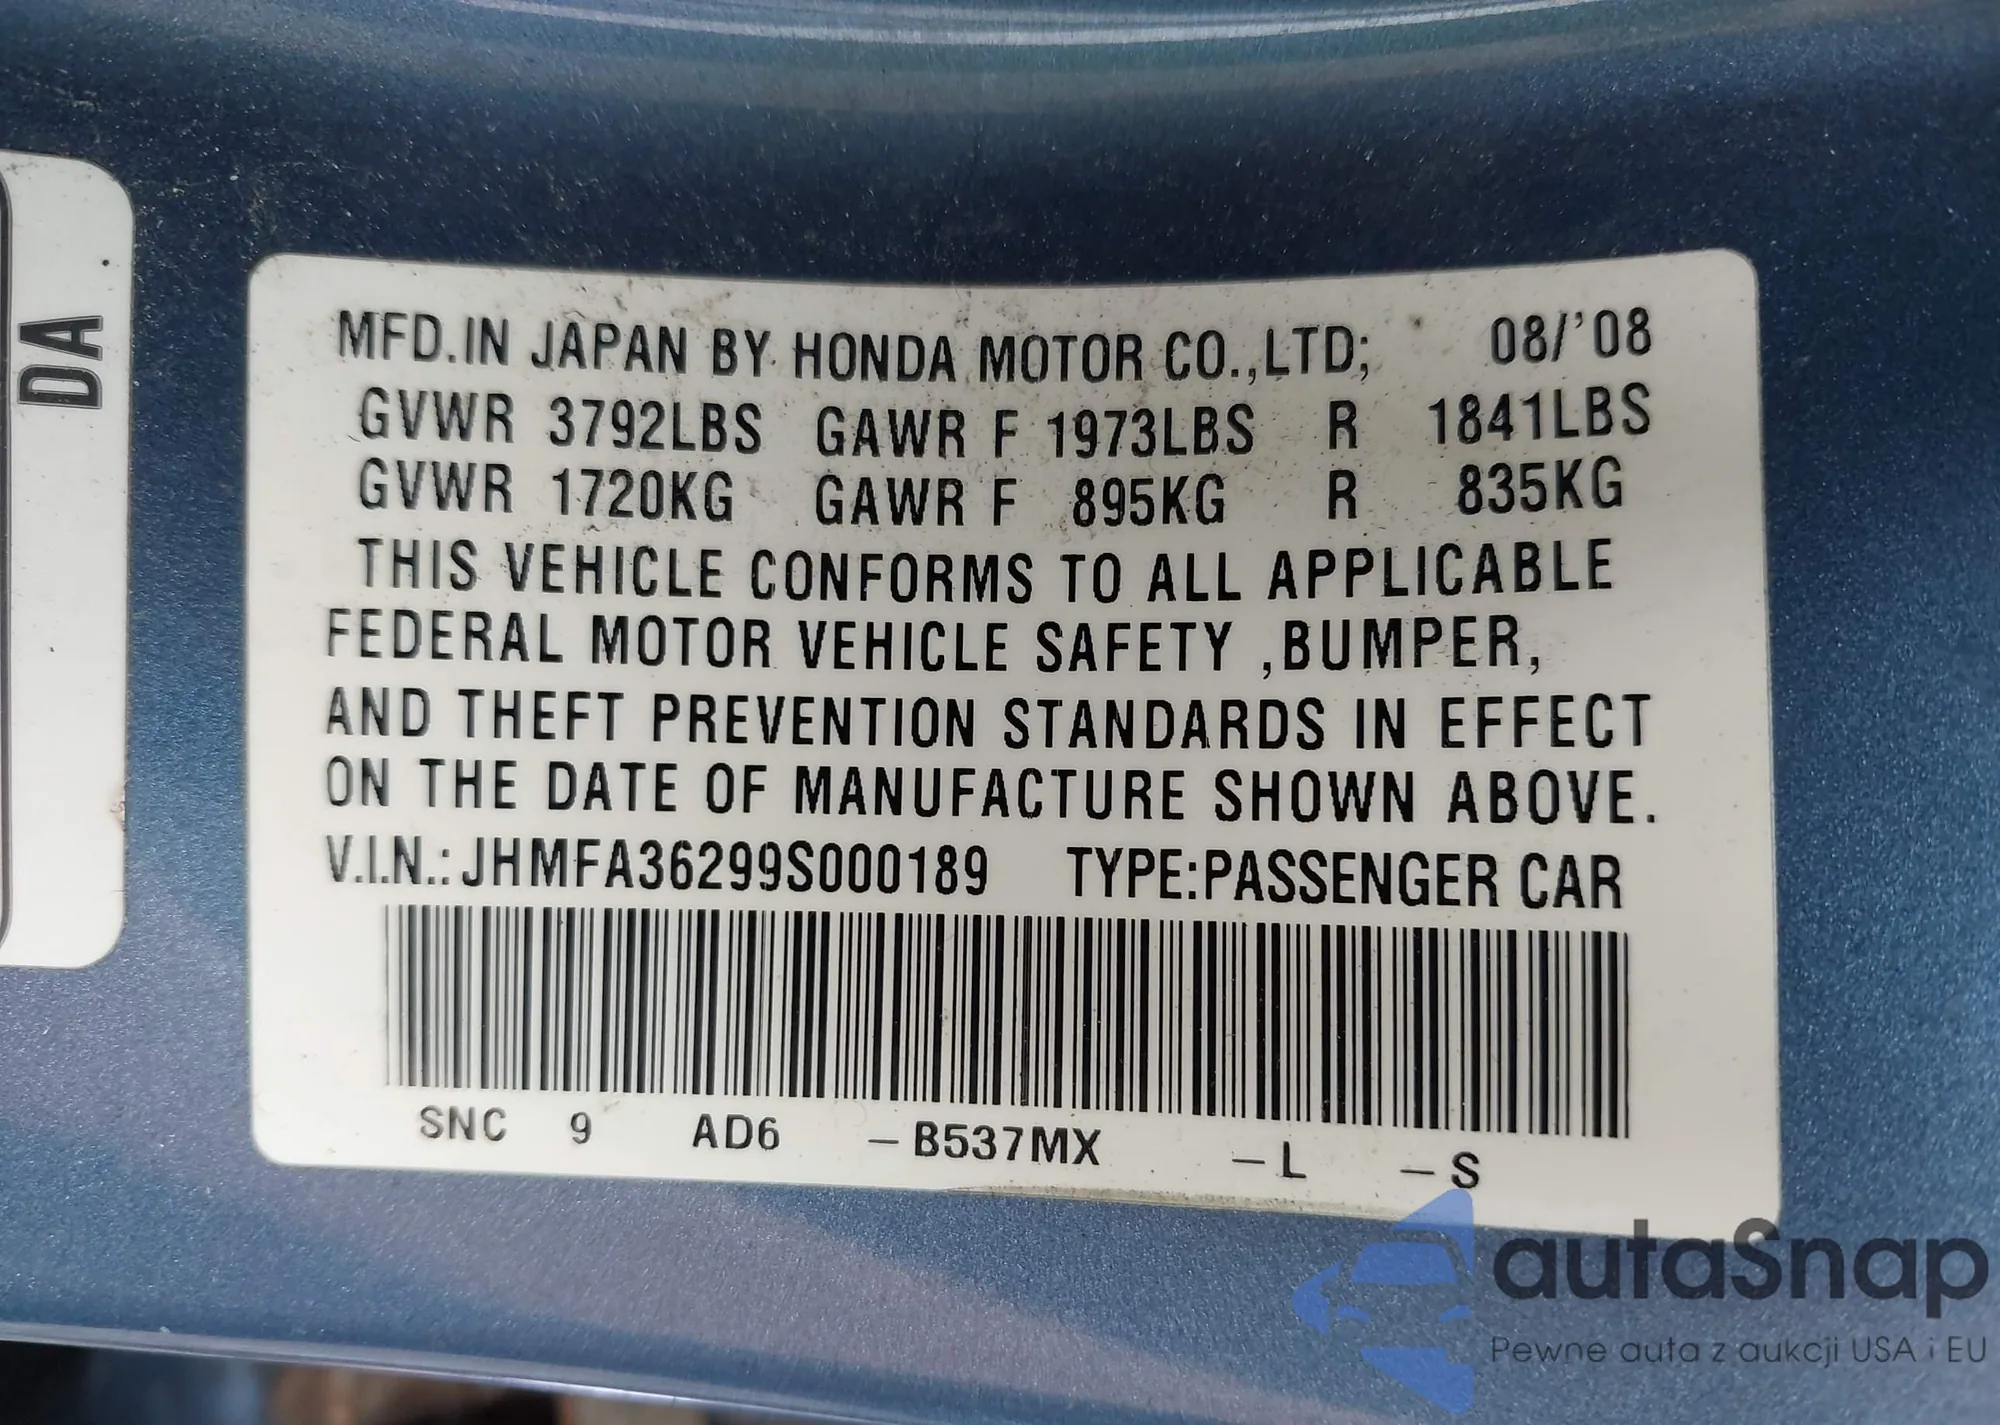 DA
MFD.IN JAPAN BY HONDA MOTOR CO.,LTD; 08/'08
GVWR 3792LBS GAWR F 1973LBS R 1841LBS
GVWR 1720KG GAWR F 895KG R 835KG
THIS VEHICLE CONFORMS TO ALL APPLICABLE
FEDERAL MOTOR VEHICLE SAFETY ,BUMPER,
AND THEFT PREVENTION STANDARDS IN EFFECT
ON THE DATE OF MANUFACTURE SHOWN ABOVE.
V.I.N.: JHMFA36299S000189 TYPE:PASSENGER CAR
SNC 9 AD6 –B537MX –L –S
autaSnap
Pewne auta z aukcji USA i EU